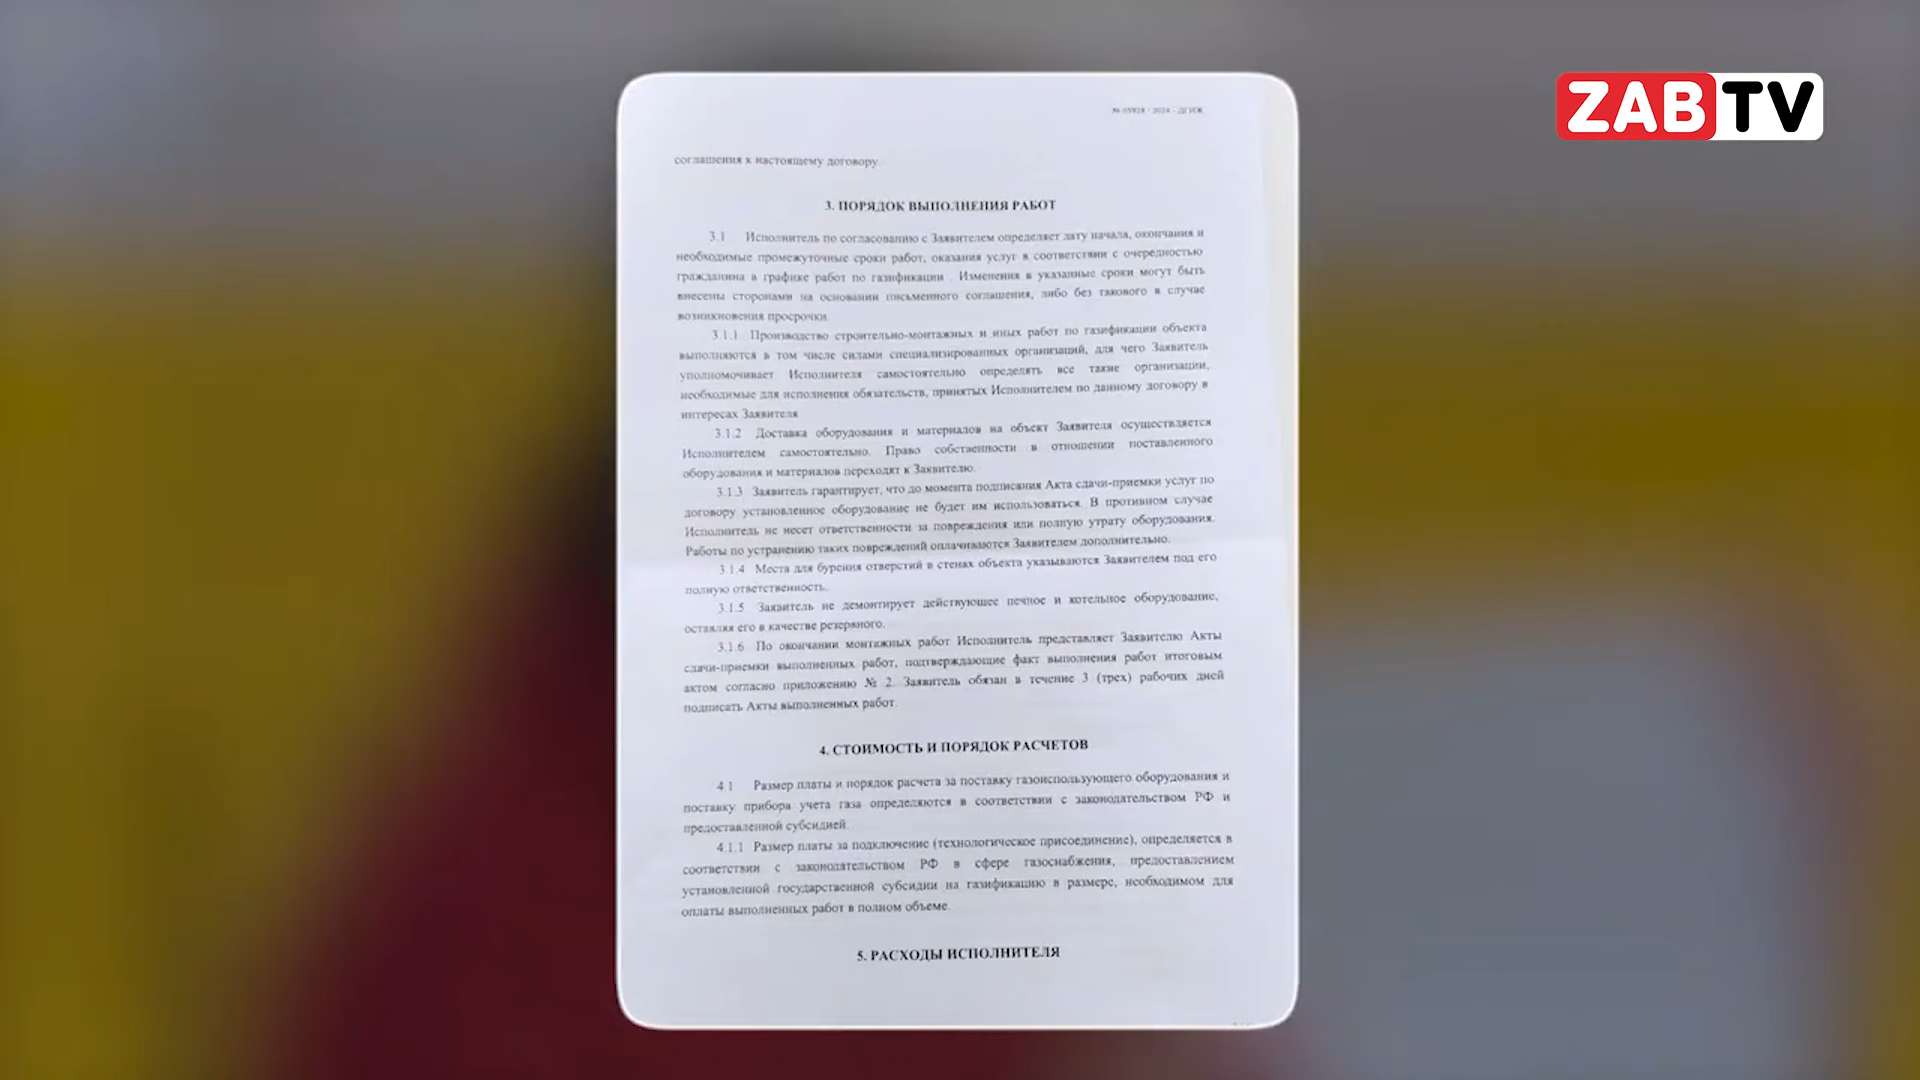 ZABTV
2024 - ДГИЖ
соглашения к настоящему договору.
3. ПОРЯДОК ВЫПОЛНЕНИЯ РАБОТ
3.1 Исполнитель по согласованию с Заявителем определяет дату начала, окончания и
необходимые промежуточные сроки работ, оказания услуг в соответствии с очередностью
гражданина в графике работ по газификации . Изменения в указанные сроки могут быть
внесены сторонами на основании письменного соглашения, либо без такового в случае
возникновения просрочки.
3.1.1 Производство строительно-монтажных и иных работ по газификации объекта
выполняются в том числе силами специализированных организаций, для чего Заявитель
уполномочивает Исполнителя самостоятельно определять все такие организации,
необходимые для исполнения обязательств, принятых Исполнителем по данному договору в
интересах Заявителя
3.1.2 Доставка оборудования и материалов на объект Заявителя осуществляется
Исполнителем самостоятельно. Право собственности в отношении поставленного
оборудования и материалов переходят к Заявителю.
3.1.3 Заявитель гарантирует, что до момента подписания Акта сдачи-приемки услуг по
договору установленное оборудование не будет им использоваться. В противном случае
Исполнитель не несет ответственности за повреждения или полную утрату оборудования.
Работы по устранению таких повреждений оплачиваются Заявителем дополнительно.
3.1.4 Места для бурения отверстий в стенах объекта указываются Заявителем под его
полную ответственность.
3.1.5 Заявитель не демонтирует действующее печное и котельное оборудование,
оставляя его в качестве резервного.
3.1.6 По окончании монтажных работ Исполнитель представляет Заявителю Акты
сдачи-приемки выполненных работ, подтверждающие факт выполнения работ итоговым
актом согласно приложению № 2. Заявитель обязан в течение 3 (трех) рабочих дней
подписать Акты выполненных работ.
4. СТОИМОСТЬ И ПОРЯДОК РАСЧЕТОВ
4.1 Размер платы и порядок расчета за поставку газоиспользующего оборудования и
поставку прибора учета газа определяются в соответствии с законодательством РФ и
предоставленной субсидией.
4.1.1 Размер платы за подключение (технологическое присоединение), определяется в
соответствии с законодательством РФ в сфере газоснабжения, предоставлением
установленной государственной субсидии на газификацию в размере, необходимом для
оплаты выполненных работ в полном объеме.
5. РАСХОДЫ ИСПОЛНИТЕЛЯ